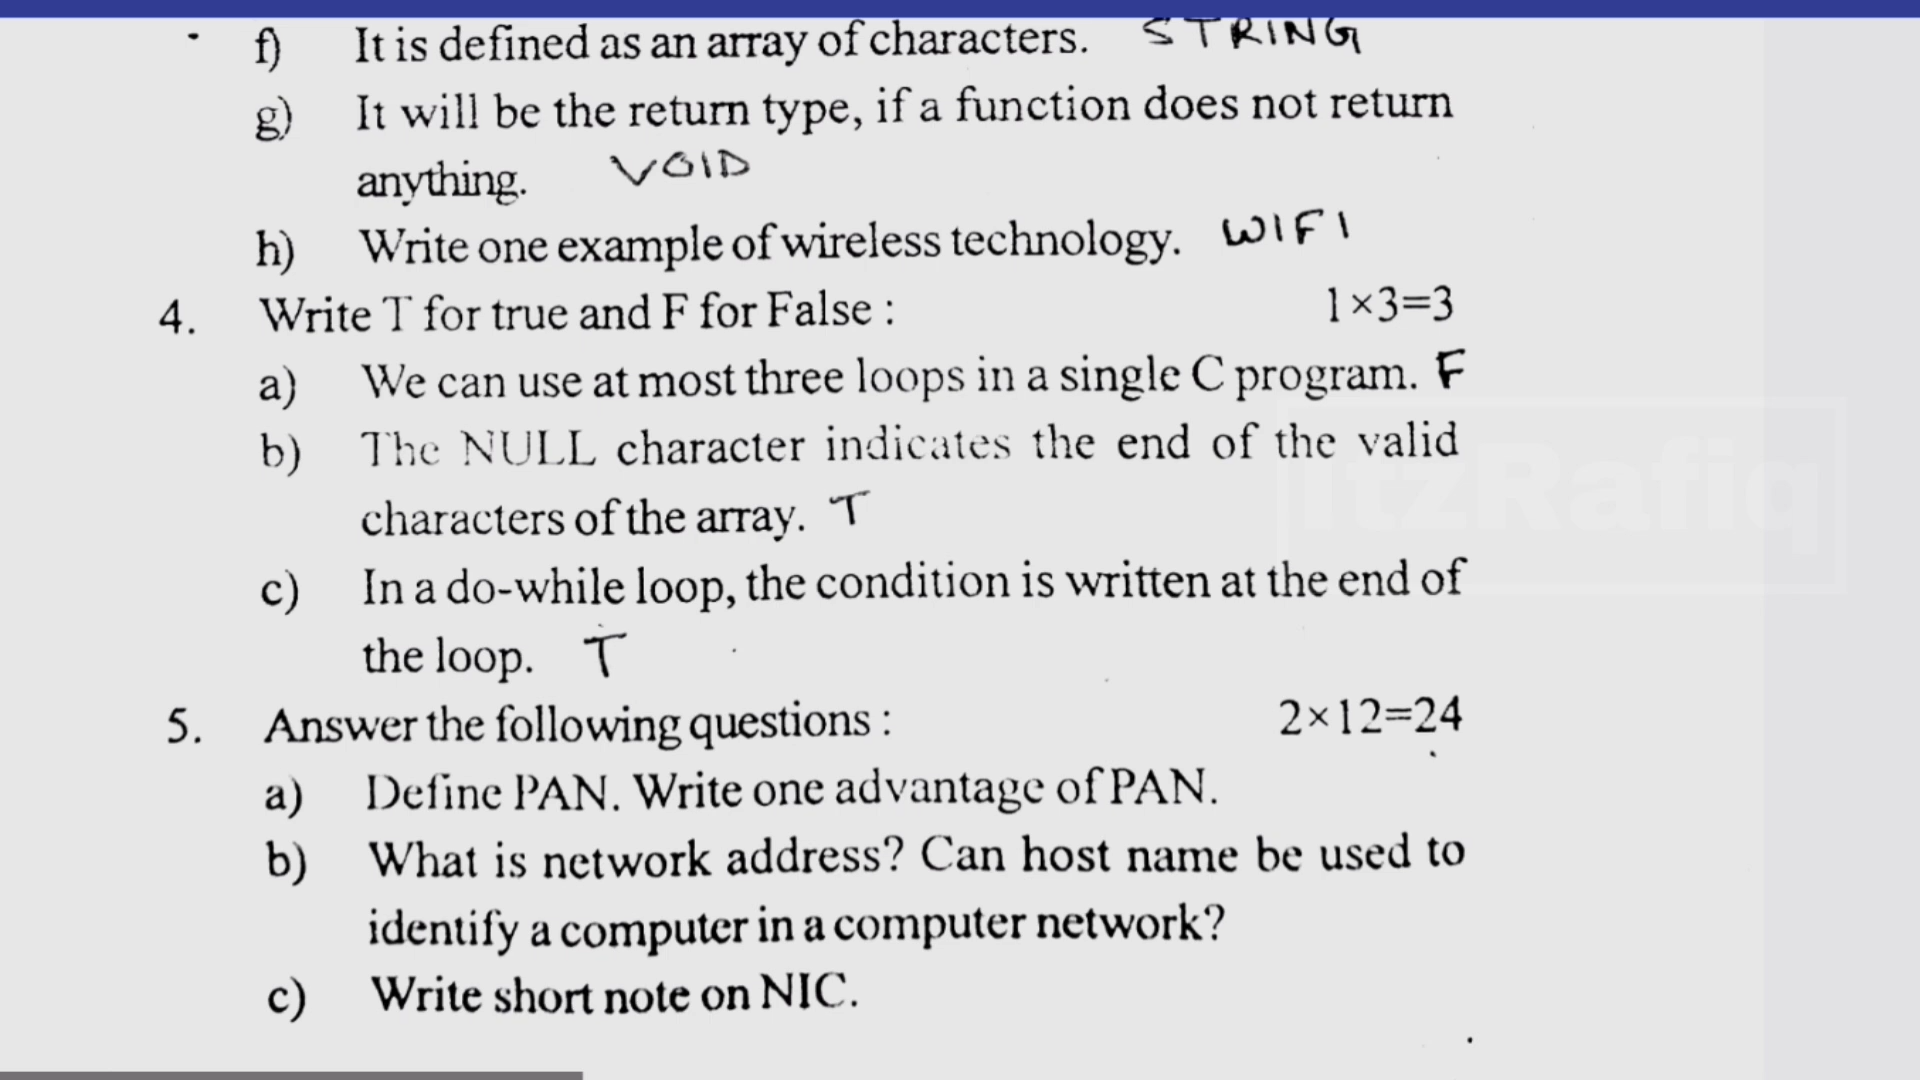 f) It is defined as an array of characters. STRING
g) It will be the return type, if a function does not return
anything. VOID
h) Write one example of wireless technology. WIFI
4. Write T for true and F for False : 1×3=3
a) We can use at most three loops in a single C program. F
b) The NULL character indicates the end of the valid
characters of the array. T
c) In a do-while loop, the condition is written at the end of
the loop. T
5. Answer the following questions : 2×12=24
a) Define PAN. Write one advantage of PAN.
b) What is network address? Can host name be used to
identify a computer in a computer network?
c) Write short note on NIC.
ItzRafiq